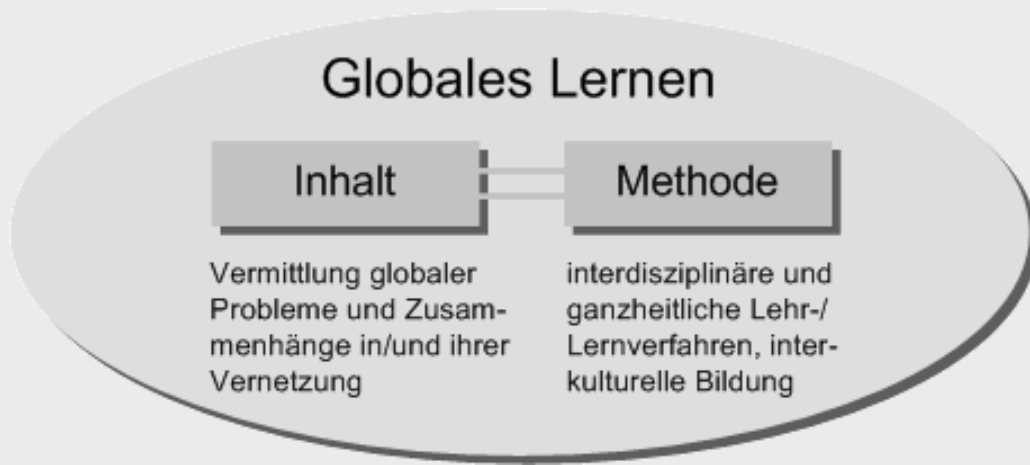 Globales Lernen
Inhalt
Vermittlung globaler
Probleme und Zusam-
menhänge in/und ihrer
Vernetzung
Methode
interdisziplinäre und
ganzheitliche Lehr-/
Lernverfahren, inter-
kulturelle Bildung